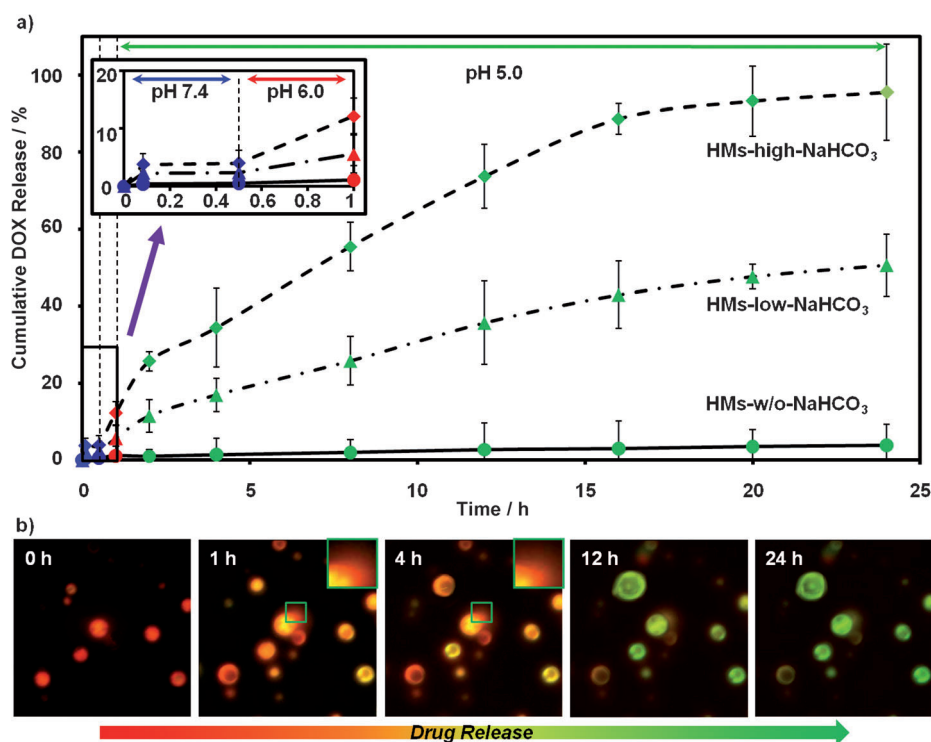 a)
Cumulative DOX Release / %
100
80
60
40
20
0
20
10
0
pH 7.4
pH 6.0
0 0.2 0.4 0.6 0.8 1
pH 5.0
HMs-high-NaHCO₃
HMs-low-NaHCO₃
HMs-w/o-NaHCO₃
0 5 10 15 20 25
Time / h
b)
0 h 1 h 4 h 12 h 24 h
Drug Release